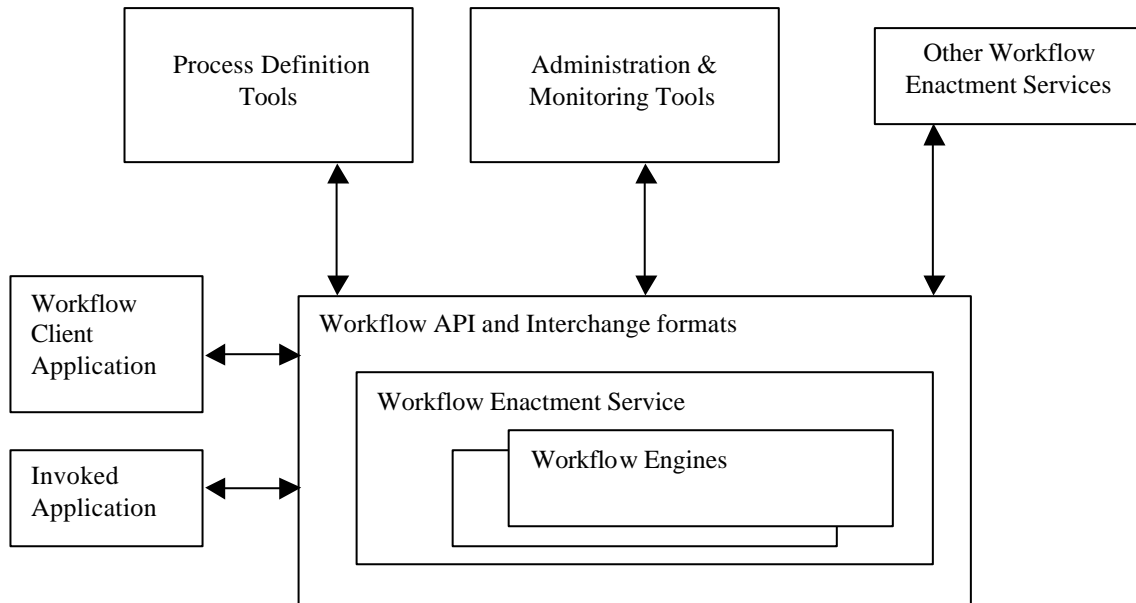 Process Definition
Tools
Administration &
Monitoring Tools
Other Workflow
Enactment Services
Workflow
Client
Application
Workflow API and Interchange formats
Workflow Enactment Service
Workflow Engines
Invoked
Application